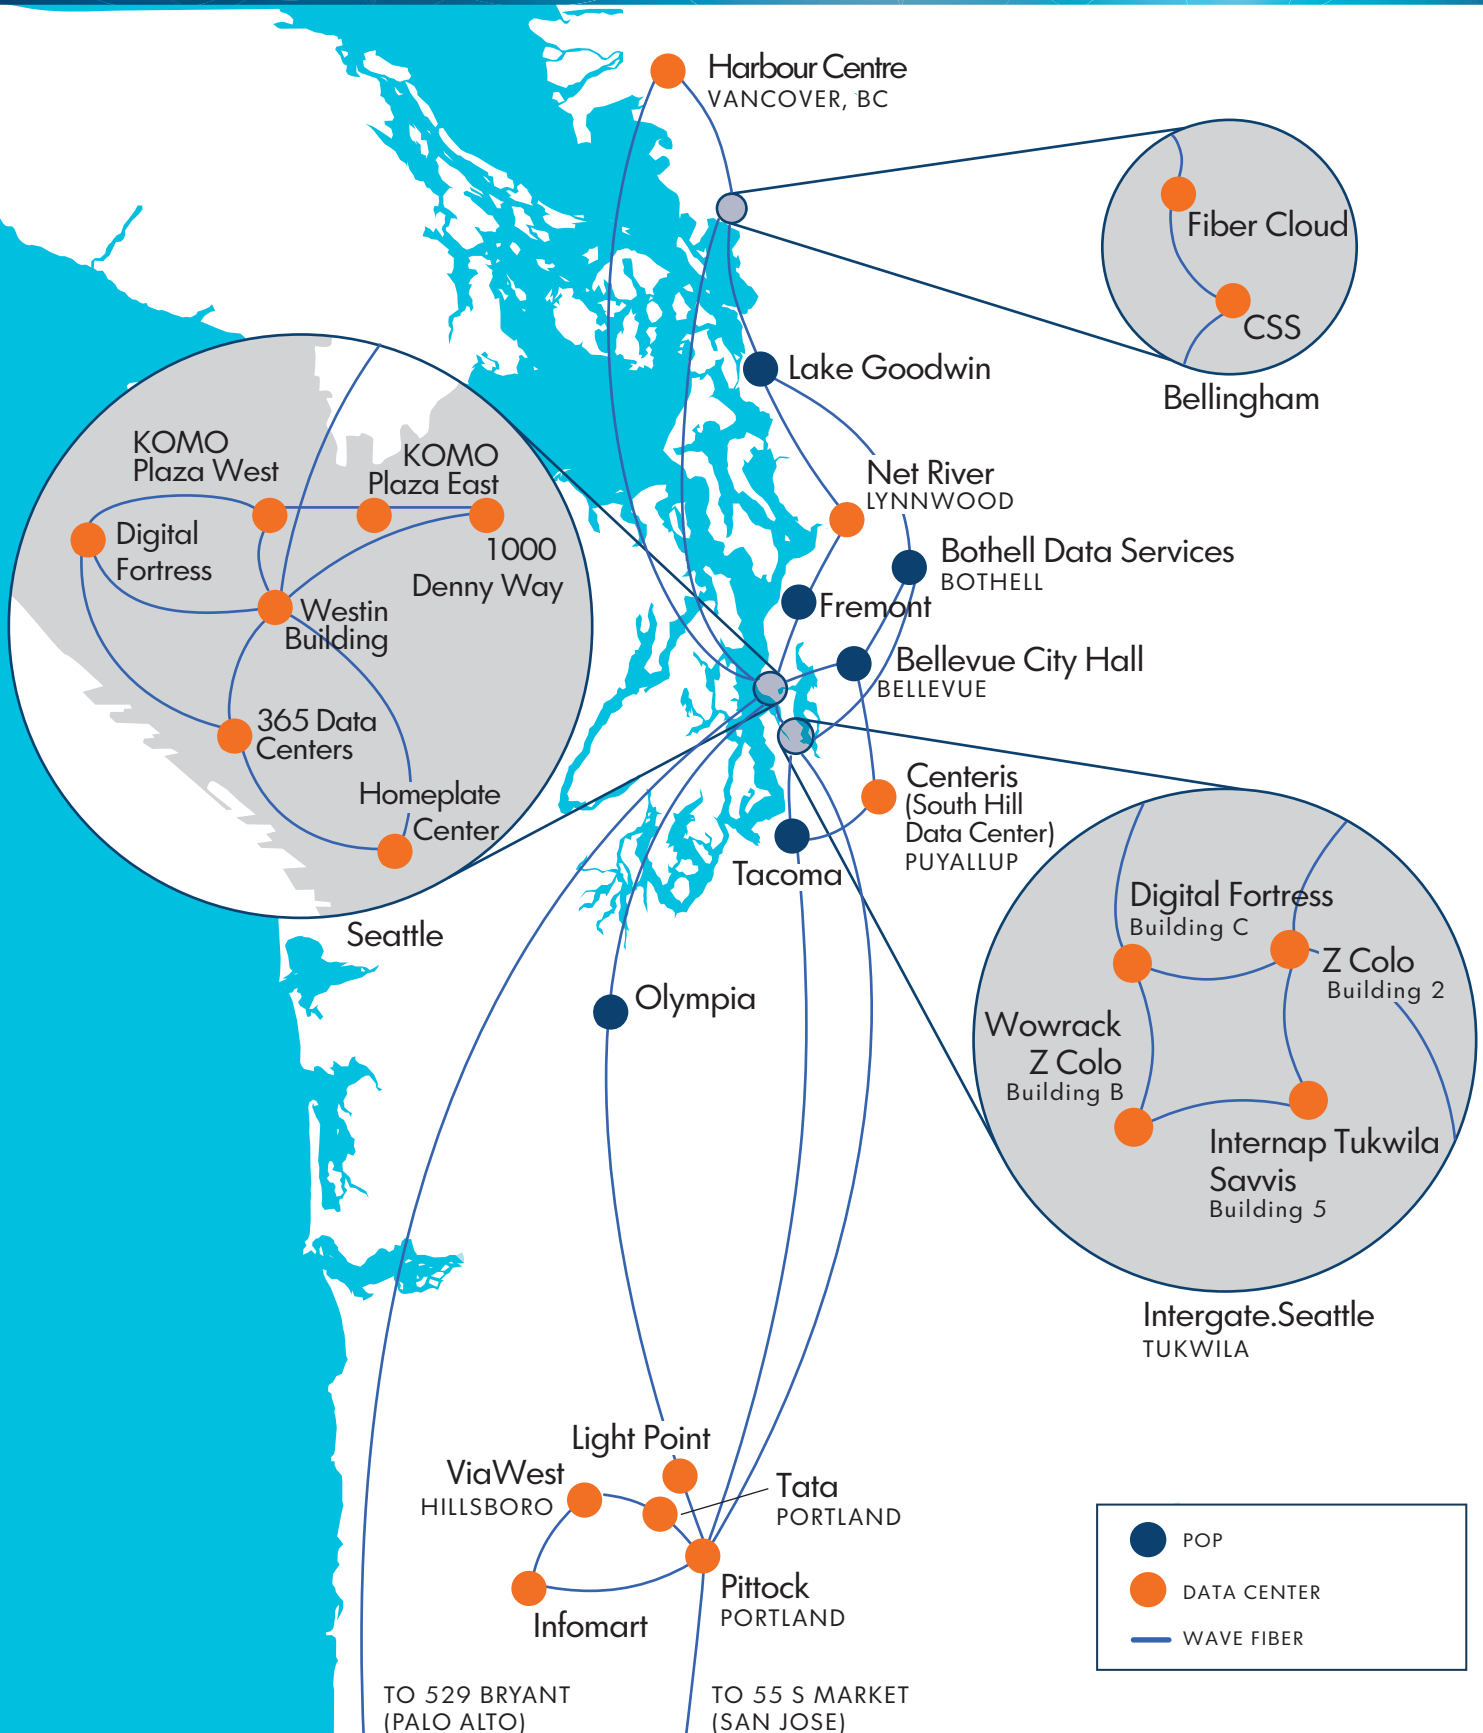 Harbour Centre
VANCOVER, BC
Fiber Cloud
CSS
Bellingham
Lake Goodwin
Net River
LYNNWOOD
Bothell Data Services
BOTHELL
Fremont
Bellevue City Hall
BELLEVUE
KOMO
Plaza West
KOMO
Plaza East
Digital
Fortress
1000
Denny Way
Westin
Building
365 Data
Centers
Homeplate
Center
Seattle
Centeris
(South Hill
Data Center)
PUYALLUP
Tacoma
Olympia
Digital Fortress
Building C
Z Colo
Building 2
Wowrack
Z Colo
Building B
Internap Tukwila
Savvis
Building 5
Intergate.Seattle
TUKWILA
Light Point
ViaWest
HILLSBORO
Tata
PORTLAND
Pittock
PORTLAND
Infomart
TO 529 BRYANT
(PALO ALTO)
TO 55 S MARKET
(SAN JOSE)
POP
DATA CENTER
WAVE FIBER